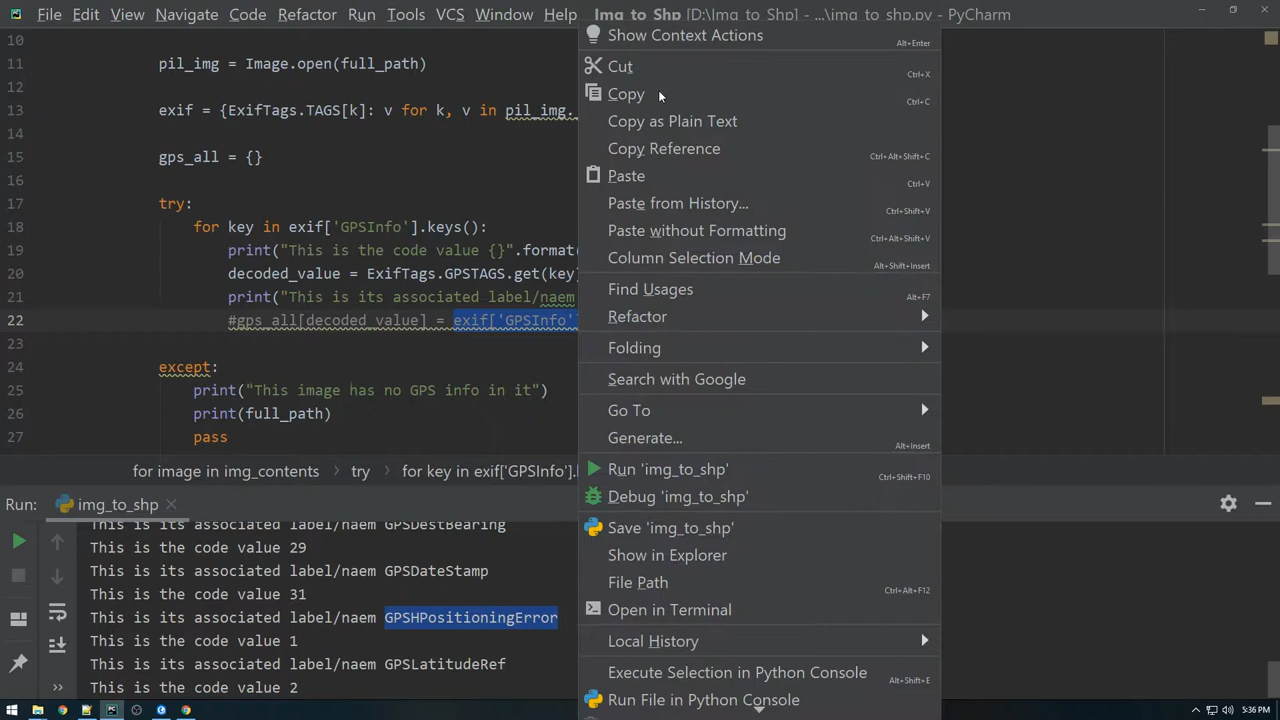 File Edit View Navigate Code Refactor Run Tools VCS Window Help Img_to_Shp [D:\Img_to_Shp] - ...\img_to_shp.py - PyCharm
10
11 pil_img = Image.open(full_path)
12
13 exif = {ExifTags.TAGS[k]: v for k, v in pil_img.
14
15 gps_all = {}
16
17 try:
18 for key in exif['GPSInfo'].keys():
19 print("This is the code value {}".format(
20 decoded_value = ExifTags.GPSTAGS.get(key)
21 print("This is its associated label/naem
22 #gps_all[decoded_value] = exif['GPSInfo']
23
24 except:
25 print("This image has no GPS info in it")
26 print(full_path)
27 pass
for image in img_contents try for key in exif['GPSInfo'].
Run: img_to_shp
This is its associated label/naem GPSDestBearing
This is the code value 29
This is its associated label/naem GPSDateStamp
This is the code value 31
This is its associated label/naem GPSHPositioningError
This is the code value 1
This is its associated label/naem GPSLatitudeRef
This is the code value 2
Show Context Actions Alt+Enter
Cut Ctrl+X
Copy Ctrl+C
Copy as Plain Text
Copy Reference Ctrl+Alt+Shift+C
Paste Ctrl+V
Paste from History... Ctrl+Shift+V
Paste without Formatting Ctrl+Alt+Shift+V
Column Selection Mode Alt+Shift+Insert
Find Usages Alt+F7
Refactor
Folding
Search with Google
Go To
Generate... Alt+Insert
Run 'img_to_shp' Ctrl+Shift+F10
Debug 'img_to_shp'
Save 'img_to_shp'
Show in Explorer
File Path Ctrl+Alt+F12
Open in Terminal
Local History
Execute Selection in Python Console Alt+Shift+E
Run File in Python Console
5:36 PM